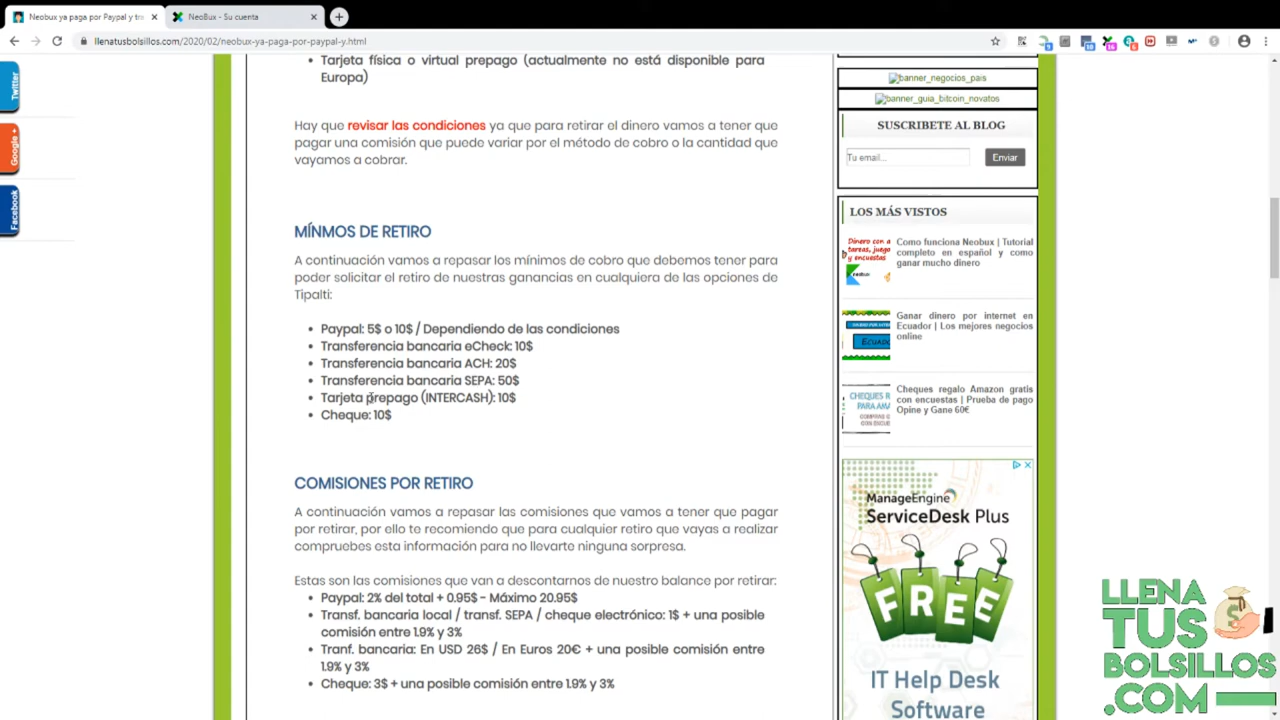 Neobux ya paga por Paypal y tr
NeoBux - Su cuenta
llenatusbolsillos.com/2020/02/neobux-ya-paga-por-paypal-y.html
Twitter
Google +
Facebook
Tarjeta física o virtual prepago (actualmente no está disponible para
Europa)
Hay que revisar las condiciones ya que para retirar el dinero vamos a tener que
pagar una comisión que puede variar por el método de cobro o la cantidad que
vayamos a cobrar.
MÍNMOS DE RETIRO
A continuación vamos a repasar los mínimos de cobro que debemos tener para
poder solicitar el retiro de nuestras ganancias en cualquiera de las opciones de
Tipalti:
Paypal: 5$ o 10$ / Dependiendo de las condiciones
Transferencia bancaria eCheck: 10$
Transferencia bancaria ACH: 20$
Transferencia bancaria SEPA: 50$
Tarjeta prepago (INTERCASH): 10$
Cheque: 10$
COMISIONES POR RETIRO
A continuación vamos a repasar las comisiones que vamos a tener que pagar
por retirar, por ello te recomiendo que para cualquier retiro que vayas a realizar
compruebes esta información para no llevarte ninguna sorpresa.
Estas son las comisiones que van a descontarnos de nuestro balance por retirar:
Paypal: 2% del total + 0.95$ - Máximo 20.95$
Transf. bancaria local / transf. SEPA / cheque electrónico: 1$ + una posible
comisión entre 1.9% y 3%
Tranf. bancaria: En USD 26$ / En Euros 20€ + una posible comisión entre
1.9% y 3%
Cheque: 3$ + una posible comisión entre 1.9% y 3%
banner_negocios_pais
banner_guia_bitcoin_novatos
SUSCRIBETE AL BLOG
Tu email...
Enviar
LOS MÁS VISTOS
Dinero con a
tareas, jueg
y encuestas
neobux
Como funciona Neobux | Tutorial
completo en español y como
ganar mucho dinero
ECUAD
Ganar dinero por internet en
Ecuador | Los mejores negocios
online
CHEQUES R
PARA AMA
Cheques regalo Amazon gratis
con encuestas | Prueba de pago
Opine y Gane 60€
ManageEngine
ServiceDesk Plus
FREE
IT Help Desk
Software
LLENA
TUS
BOLSILLOS
.COM